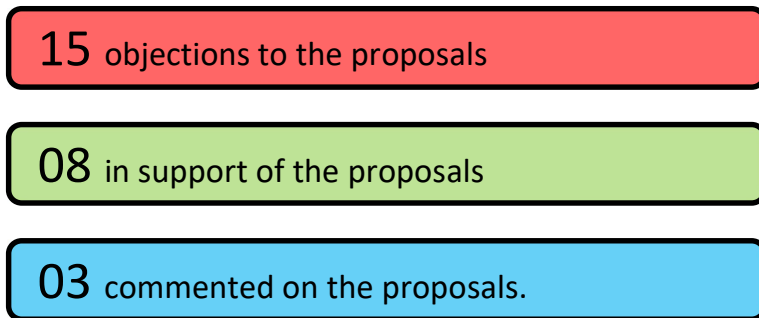 15 objections to the proposals
08 in support of the proposals
03 commented on the proposals.